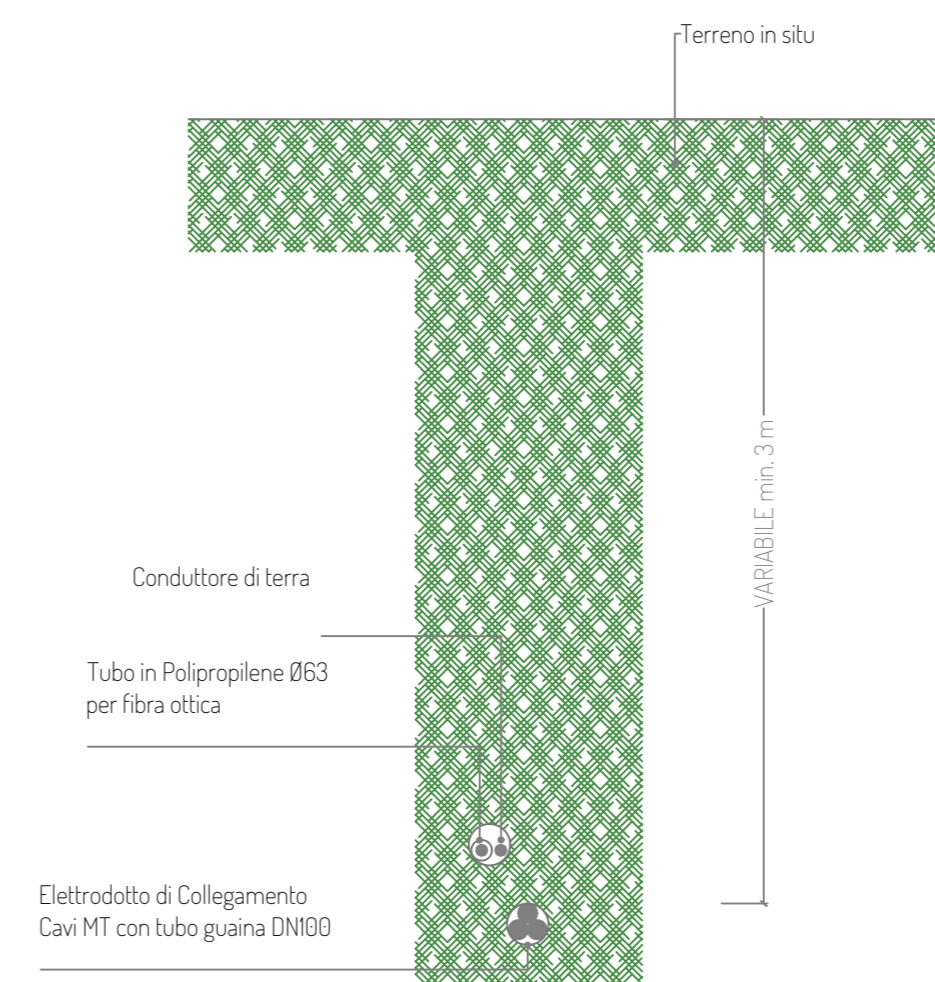 Terreno in situ
VARIABILE min. 3 m
Conduttore di terra
Tubo in Polipropilene Ø63
per fibra ottica
Elettrodotto di Collegamento
Cavi MT con tubo guaina DN100